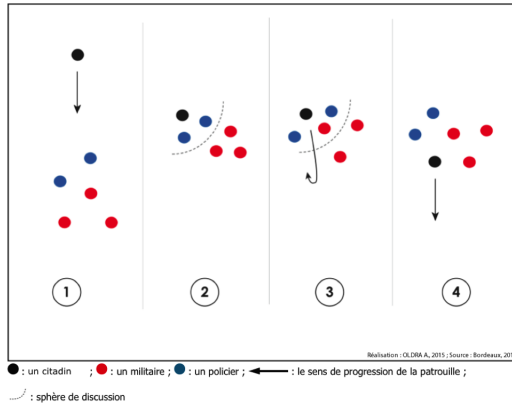 1
2
3
4
Réalisation : OLDRA A., 2015 ; Source : Bordeaux,
: un citadin ; : un militaire ; : un policier ; : le sens de progression de la patrouille ;
: sphère de discussion